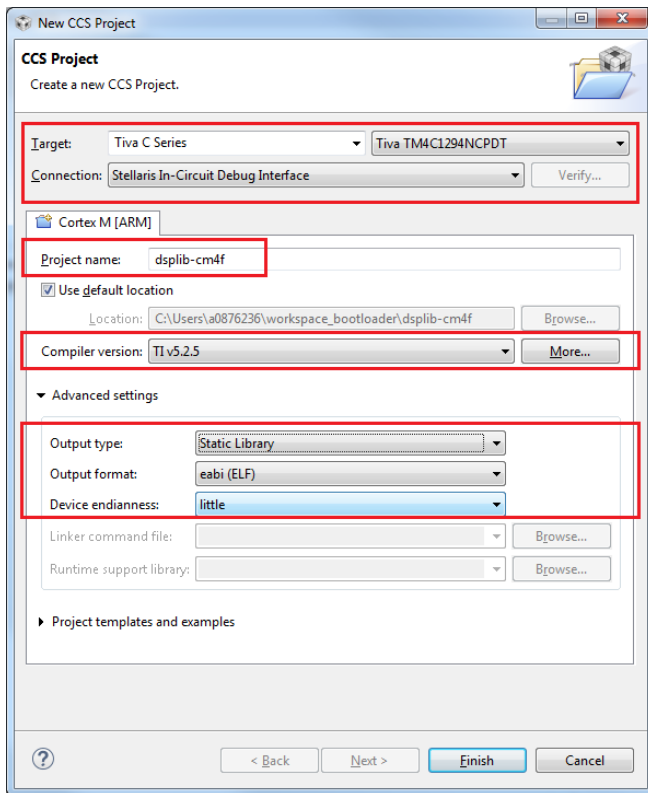 New CCS Project
CCS Project
Create a new CCS Project.
Target: Tiva C Series Tiva TM4C1294NCPDT
Connection: Stellaris In-Circuit Debug Interface Verify...
Cortex M [ARM]
Project name: dsplib-cm4f
Use default location
Location: C:\Users\a0876236\workspace_bootloader\dsplib-cm4f Browse...
Compiler version: TI v5.2.5 More...
Advanced settings
Output type: Static Library
Output format: eabi (ELF)
Device endianness: little
Linker command file: Browse...
Runtime support library: Browse...
Project templates and examples
? < Back Next > Finish Cancel